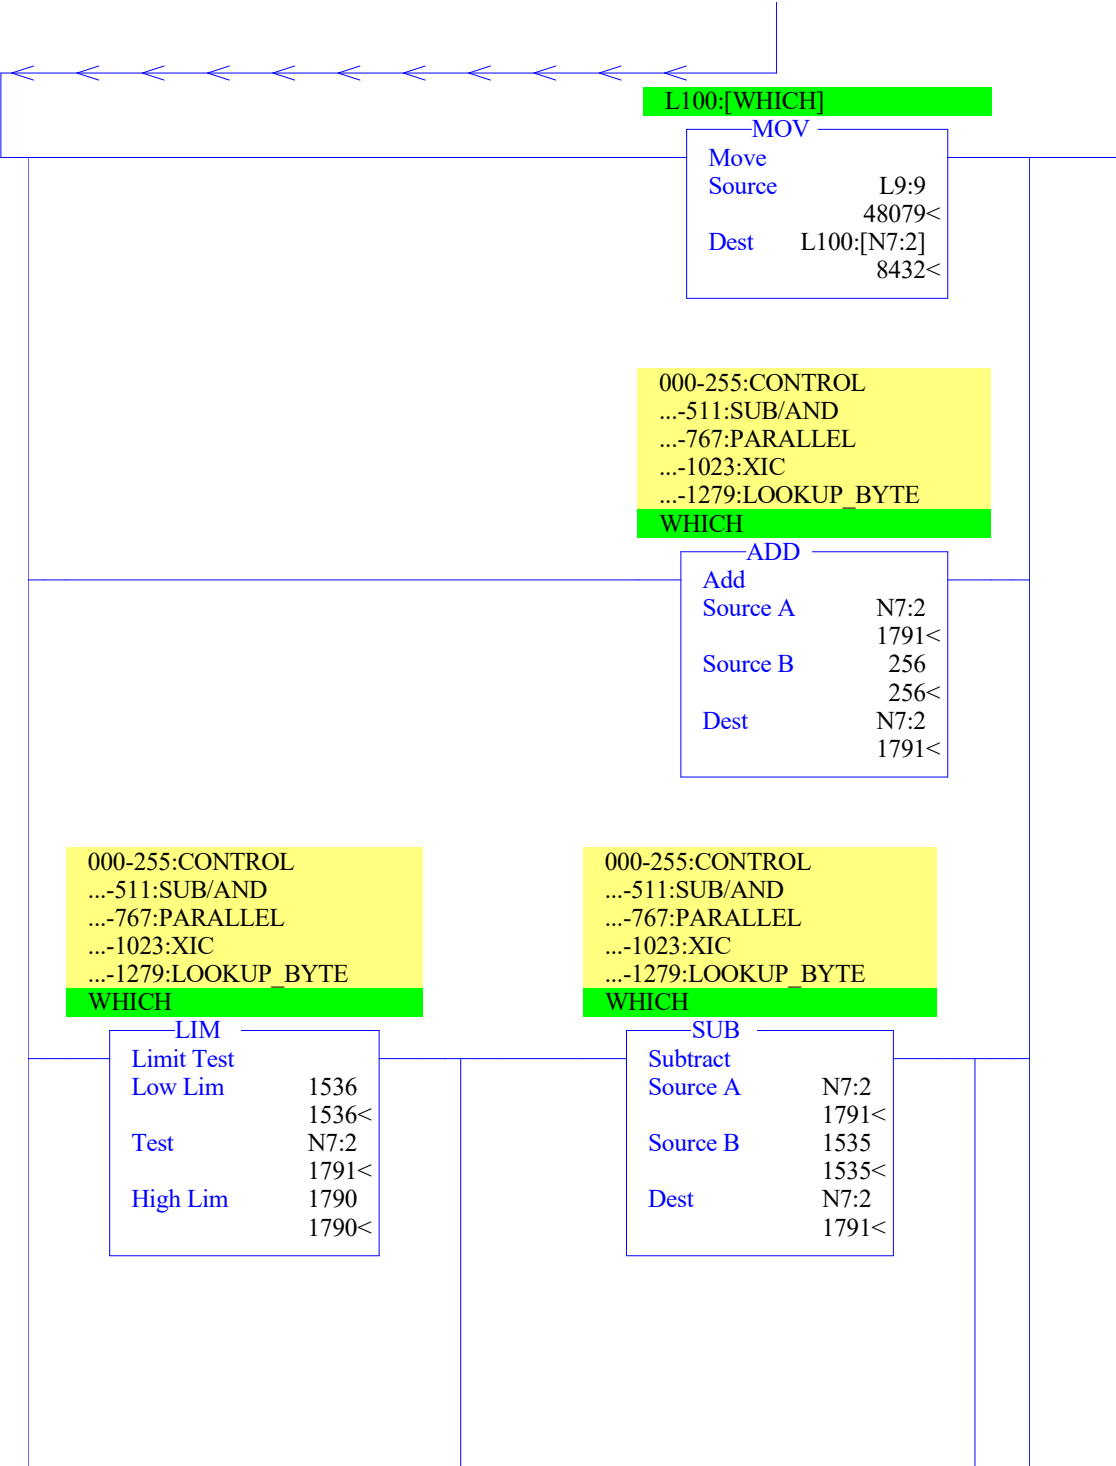 L100:[WHICH]
MOV
Move
Source L9:9
48079<
Dest L100:[N7:2]
8432<
000-255:CONTROL
...-511:SUB/AND
...-767:PARALLEL
...-1023:XIC
...-1279:LOOKUP_BYTE
WHICH
ADD
Add
Source A N7:2
1791<
Source B 256
256<
Dest N7:2
1791<
000-255:CONTROL
...-511:SUB/AND
...-767:PARALLEL
...-1023:XIC
...-1279:LOOKUP_BYTE
WHICH
LIM
Limit Test
Low Lim 1536
1536<
Test N7:2
1791<
High Lim 1790
1790<
000-255:CONTROL
...-511:SUB/AND
...-767:PARALLEL
...-1023:XIC
...-1279:LOOKUP_BYTE
WHICH
SUB
Subtract
Source A N7:2
1791<
Source B 1535
1535<
Dest N7:2
1791<